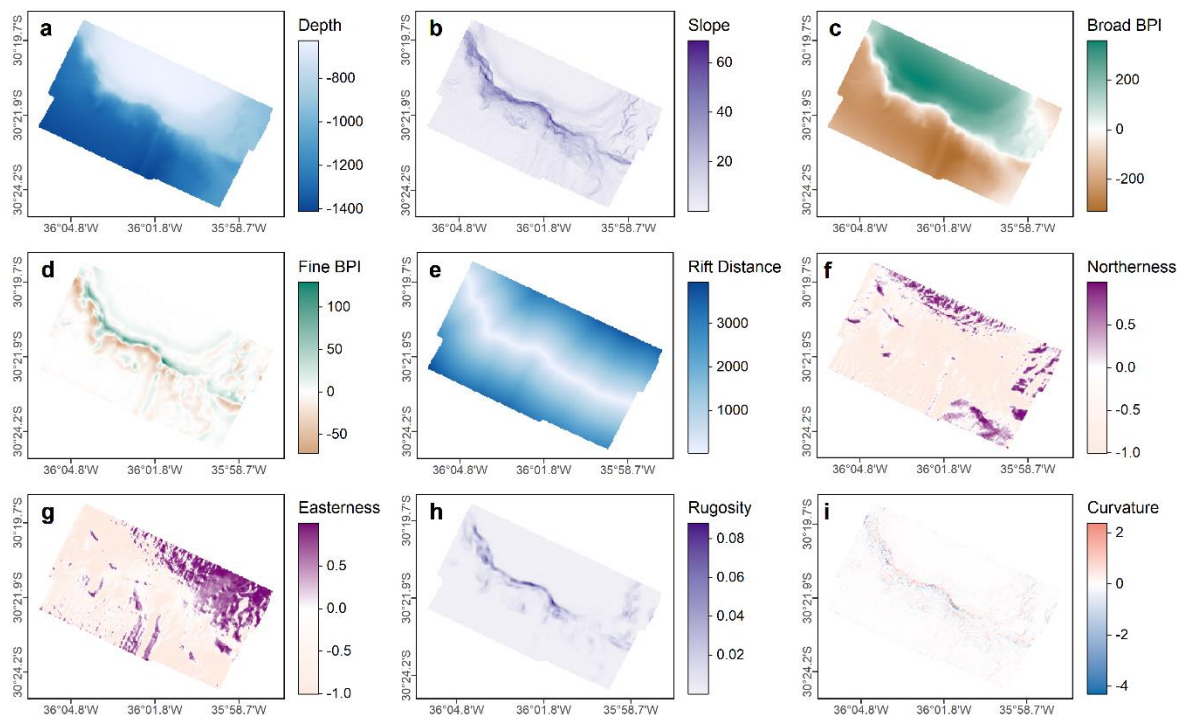 a
Depth
-800
-1000
-1200
-1400
30°19.7'S
30°21.9'S
30°24.2'S
36°04.8'W
36°01.8'W
35°58.7'W
b
Slope
60
40
20
30°19.7'S
30°21.9'S
30°24.2'S
36°04.8'W
36°01.8'W
35°58.7'W
c
Broad BPI
200
0
-200
30°19.7'S
30°21.9'S
30°24.2'S
36°04.8'W
36°01.8'W
35°58.7'W
d
Fine BPI
100
50
0
-50
30°19.7'S
30°21.9'S
30°24.2'S
36°04.8'W
36°01.8'W
35°58.7'W
e
Rift Distance
3000
2000
1000
30°19.7'S
30°21.9'S
30°24.2'S
36°04.8'W
36°01.8'W
35°58.7'W
f
Northerness
0.5
0.0
-0.5
-1.0
30°19.7'S
30°21.9'S
30°24.2'S
36°04.8'W
36°01.8'W
35°58.7'W
g
Easterness
0.5
0.0
-0.5
-1.0
30°19.7'S
30°21.9'S
30°24.2'S
36°04.8'W
36°01.8'W
35°58.7'W
h
Rugosity
0.08
0.06
0.04
0.02
30°19.7'S
30°21.9'S
30°24.2'S
36°04.8'W
36°01.8'W
35°58.7'W
i
Curvature
2
0
-2
-4
30°19.7'S
30°21.9'S
30°24.2'S
36°04.8'W
36°01.8'W
35°58.7'W